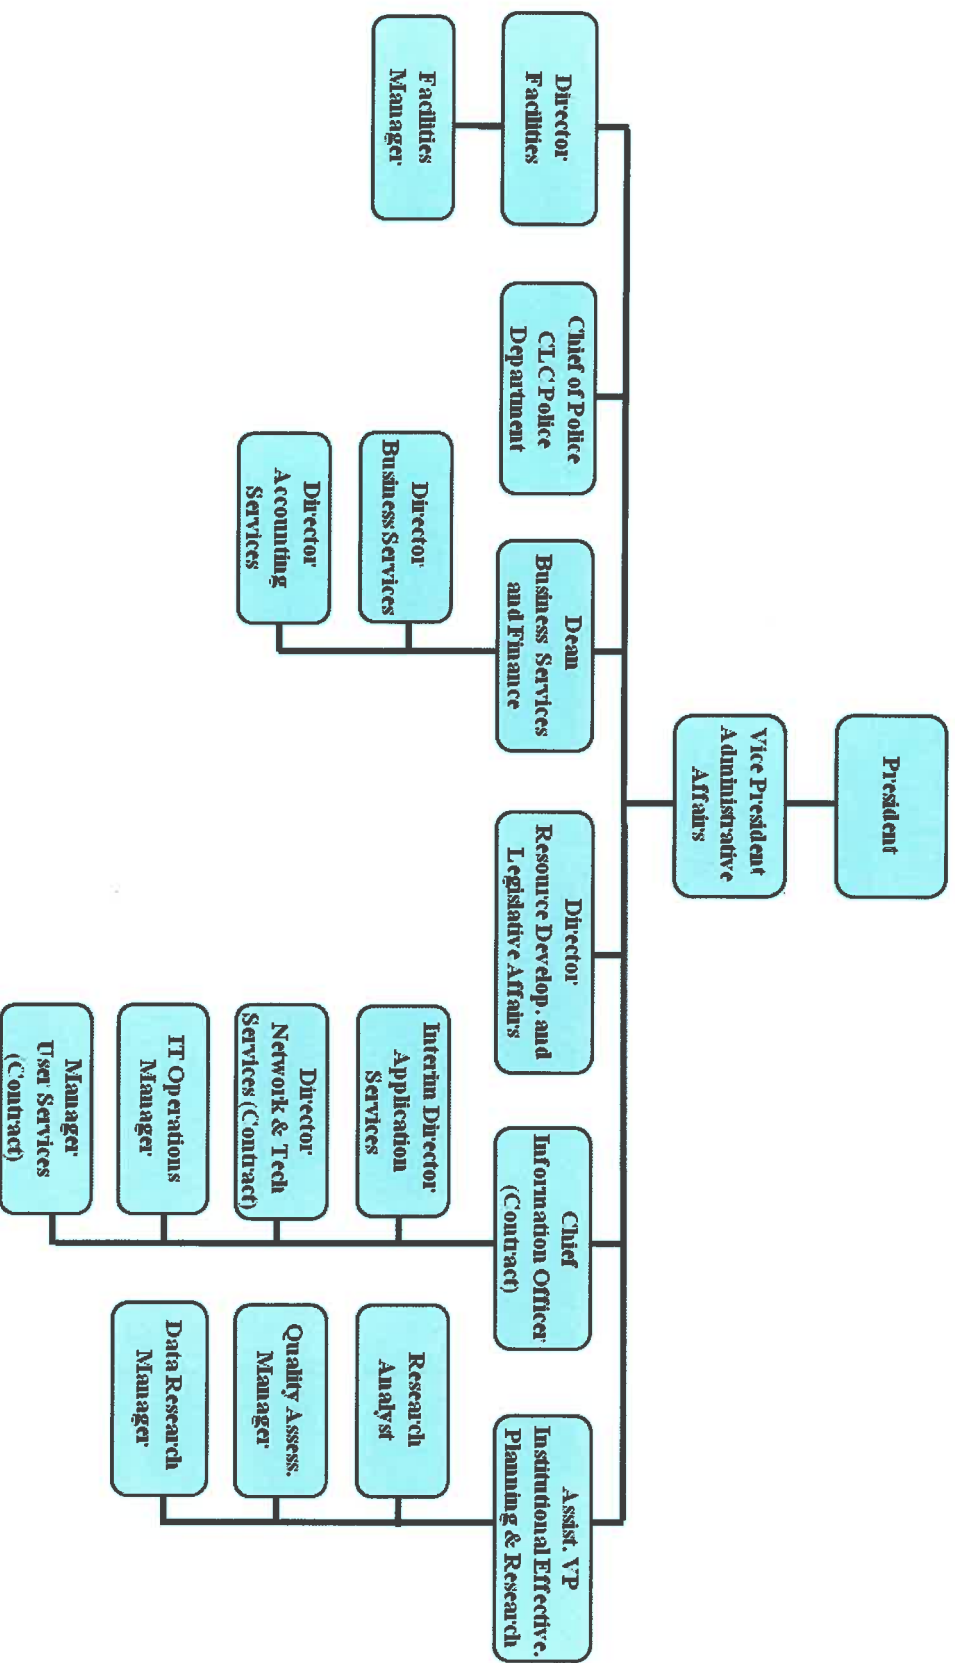 President
Vice President
Administrative
Affairs
Director
Facilities
Facilities
Manager
Chief of Police
CLC Police
Department
Dean
Business Services
and Finance
Director
Business Services
Director
Accounting
Services
Director
Resource Develop. and
Legislative Affairs
Chief
Information Officer
(Contract)
Interim Director
Application
Services
Director
Network & Tech
Services (Contract)
IT Operations
Manager
Manager
User Services
(Contract)
Assist. VP
Institutional Effective.
Planning & Research
Research
Analyst
Quality Assess.
Manager
Data Research
Manager